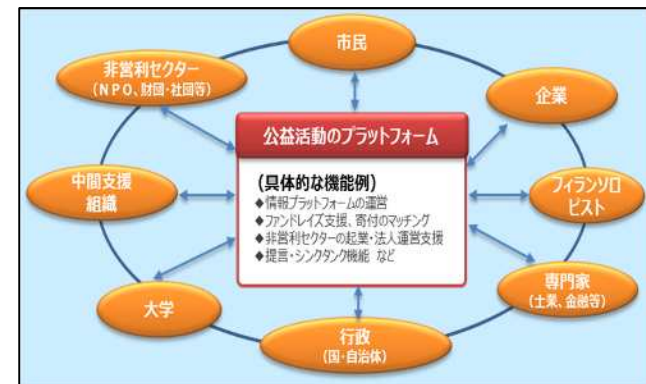 市民
非営利セクター
(NPO、財団・社団等)
企業
公益活動のプラットフォーム
(具体的な機能例)
◆情報プラットフォームの運営
◆ファンドレイズ支援、寄付のマッチング
◆非営利セクターの起業・法人運営支援
◆提言・シンクタンク機能 など
中間支援
組織
フィランソロ
ピスト
大学
専門家
(士業、金融等)
行政
(国・自治体)